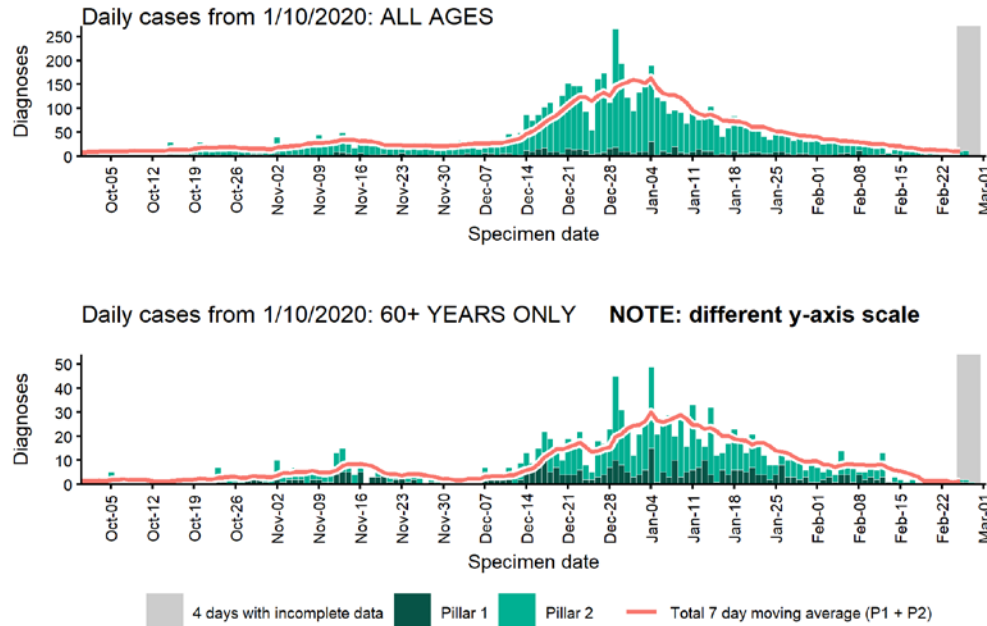 Daily cases from 1/10/2020: ALL AGES
Diagnoses
250
200
150
100
50
0
Oct-05
Oct-12
Oct-19
Oct-26
Nov-02
Nov-09
Nov-16
Nov-23
Nov-30
Dec-07
Dec-14
Dec-21
Dec-28
Jan-04
Jan-11
Jan-18
Jan-25
Feb-01
Feb-08
Feb-15
Feb-22
Mar-01
Specimen date
Daily cases from 1/10/2020: 60+ YEARS ONLY NOTE: different y-axis scale
Diagnoses
50
40
30
20
10
0
Oct-05
Oct-12
Oct-19
Oct-26
Nov-02
Nov-09
Nov-16
Nov-23
Nov-30
Dec-07
Dec-14
Dec-21
Dec-28
Jan-04
Jan-11
Jan-18
Jan-25
Feb-01
Feb-08
Feb-15
Feb-22
Mar-01
Specimen date
4 days with incomplete data Pillar 1 Pillar 2 Total 7 day moving average (P1 + P2)